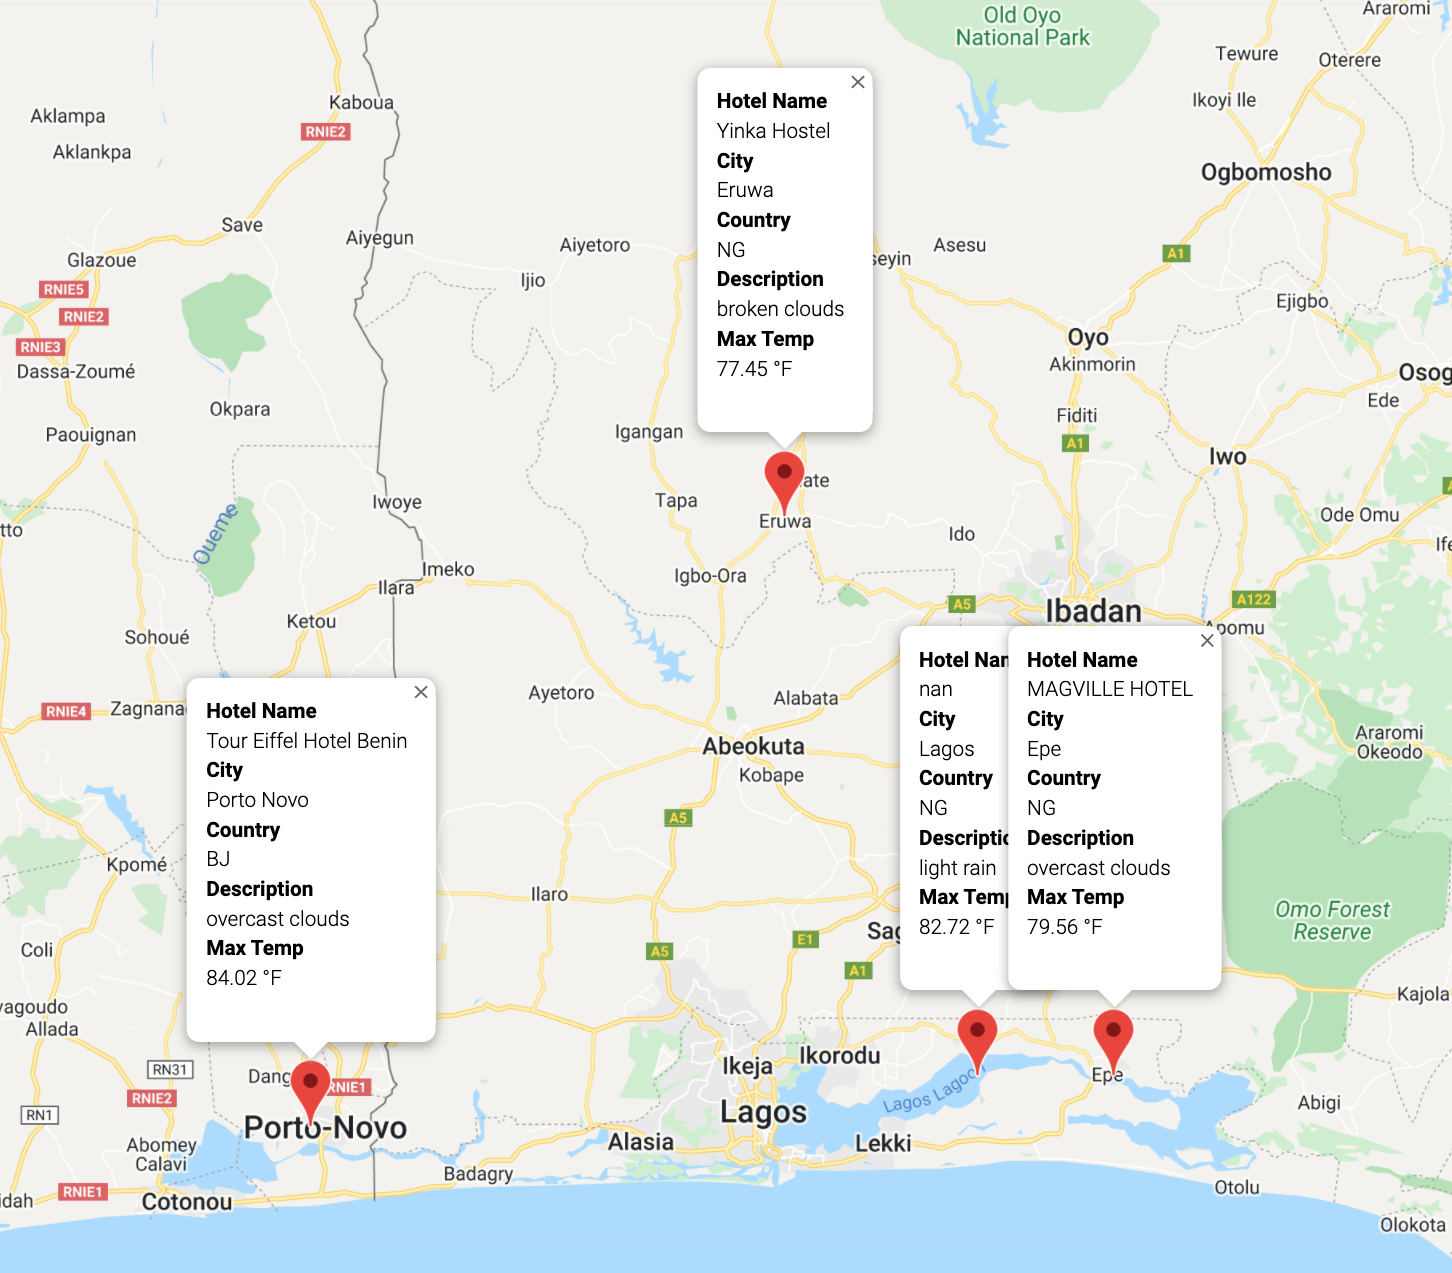 Old Oyo
National Park
Araromi
Tewure
Oterere
Kaboua
RNIE2
Ikoyi Ile
Aklampa
Aklankpa
Ogbomosho
Save
Aiyegun
Aiyetoro
seyin
Asesu
A1
Glazoue
Ijio
RNIE5
RNIE2
RNIE3
Ejigbo
Dassa-Zoumé
Oyo
Akinmorin
Osog
Okpara
Fiditi
Ede
Paouignan
Igangan
A1
Iwo
Hotel Name
Yinka Hostel
City
Eruwa
Country
NG
Description
broken clouds
Max Temp
77.45 °F
ate
Eruwa
Iwoye
Tapa
Ode Omu
tto
Oueme
Ido
Ife
Imeko
Ilara
Igbo-Ora
A5
Ibadan
A122
Apomu
Ketou
Sohoué
Ayetoro
Alabata
RNIE4
Zagnana
Abeokuta
Kobape
Araromi
Okeodo
A5
Hotel Name
Tour Eiffel Hotel Benin
City
Porto Novo
Country
BJ
Description
overcast clouds
Max Temp
84.02 °F
Hotel Nam
nan
City
Lagos
Country
NG
Descriptio
light rain
Max Temp
82.72 °F
Hotel Name
MAGVILLE HOTEL
City
Epe
Country
NG
Description
overcast clouds
Max Temp
79.56 °F
Kpomé
Ilaro
Omo Forest
Reserve
Sag
E1
A5
A1
Coli
Kajola
yagoudo
Allada
Ikeja
Ikorodu
RN31
Dang
RNIE1
RNIE2
RN1
Epe
Lagos Lagoon
Abigi
Lagos
Porto-Novo
Alasia
Lekki
Abomey
Calavi
Badagry
idah
RNIE1
Cotonou
Otolu
Olokota